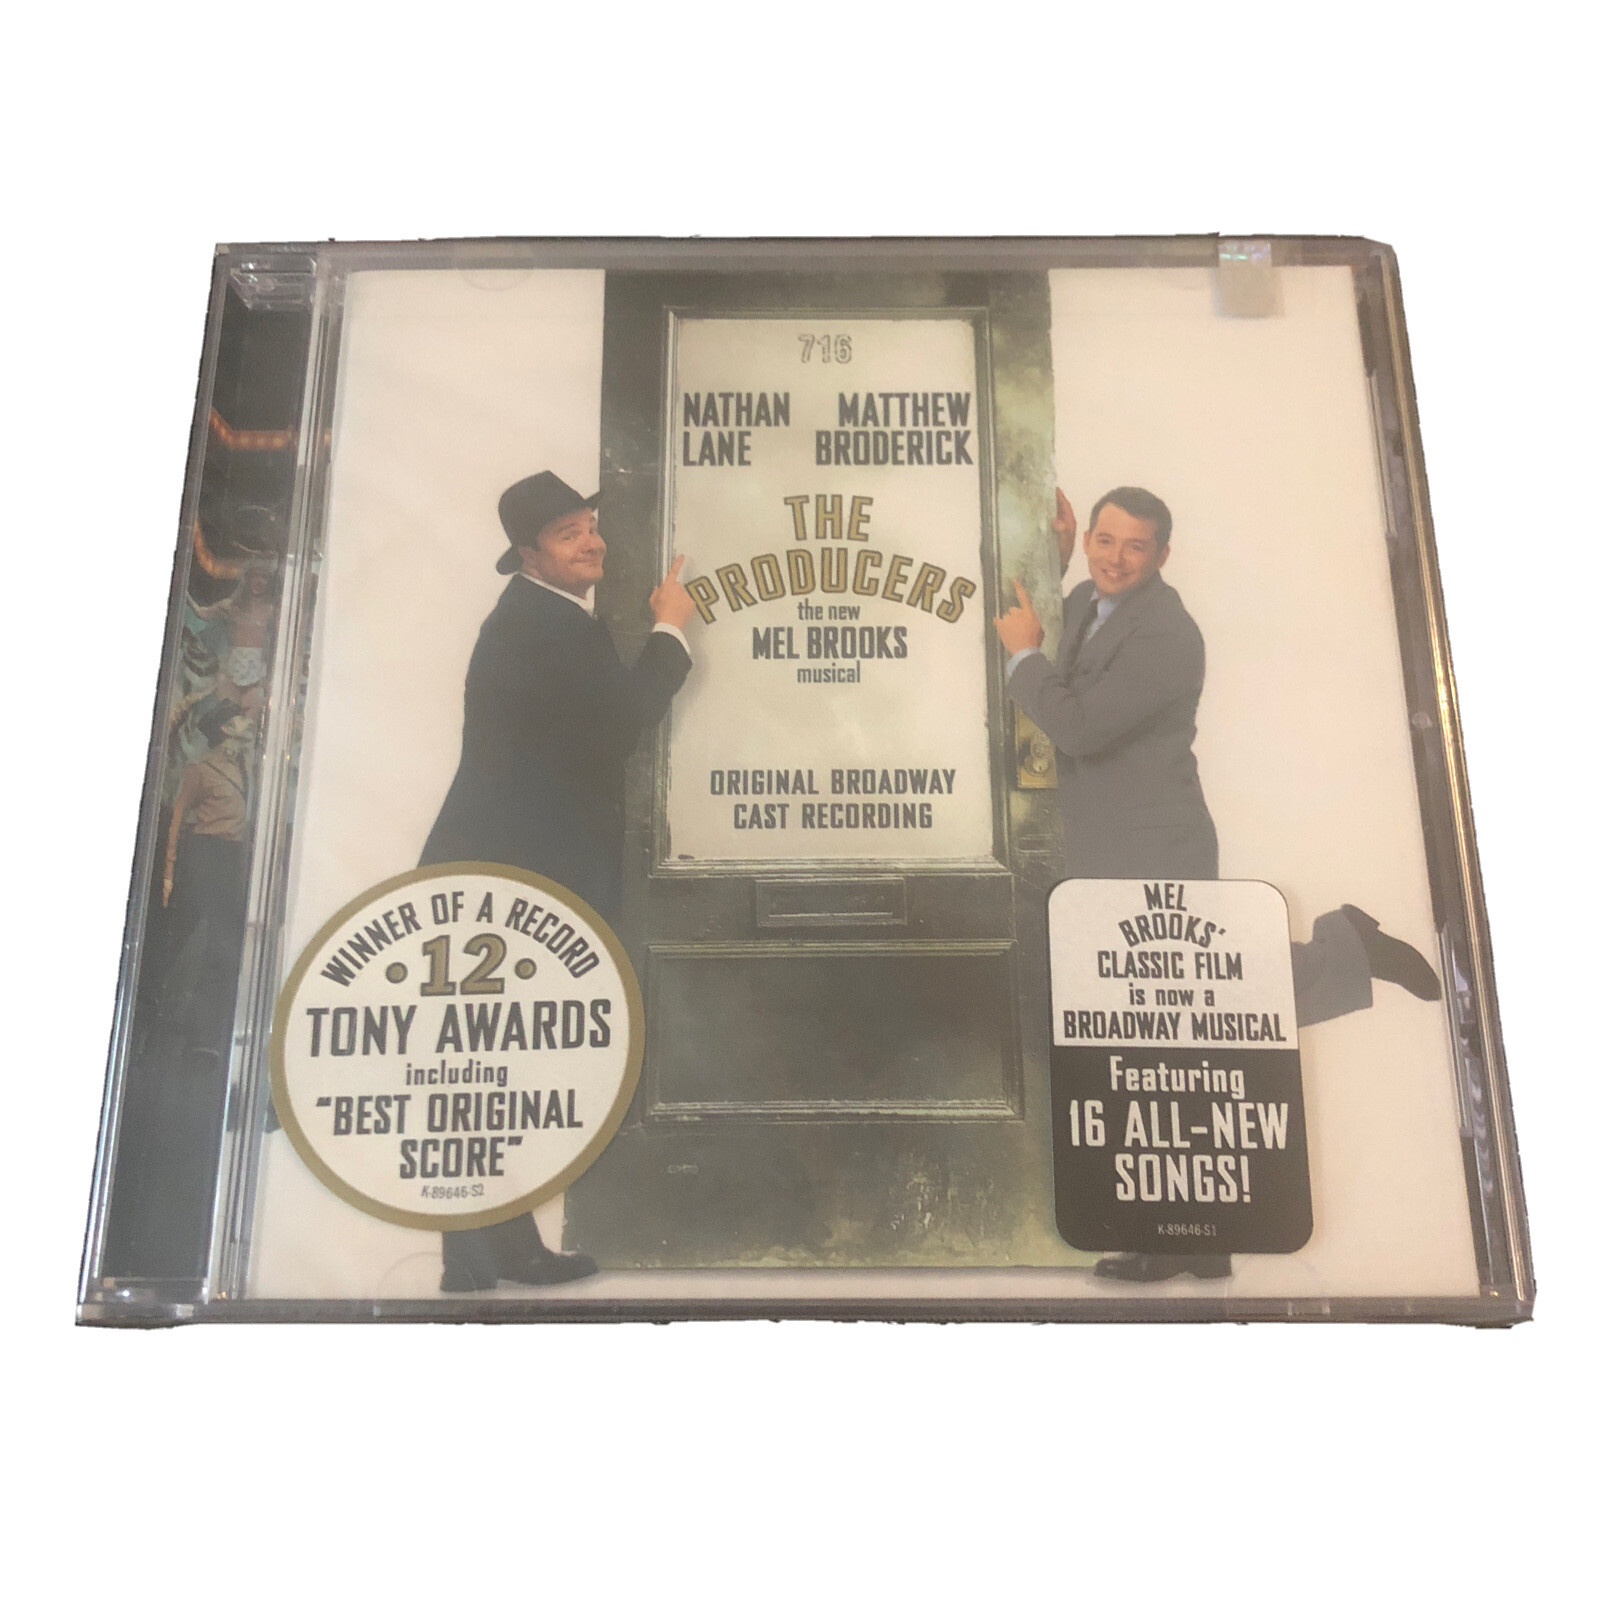 716
NATHAN MATTHEW
LANE BRODERICK
THE
PRODUCERS
the new
MEL BROOKS
musical
ORIGINAL BROADWAY
CAST RECORDING
WINNER OF A RECORD
•12•
TONY AWARDS
including
"BEST ORIGINAL
SCORE"
K-89646-S2
MEL
BROOKS'
CLASSIC FILM
is now a
BROADWAY MUSICAL
Featuring
16 ALL-NEW
SONGS!
K-89646-S1